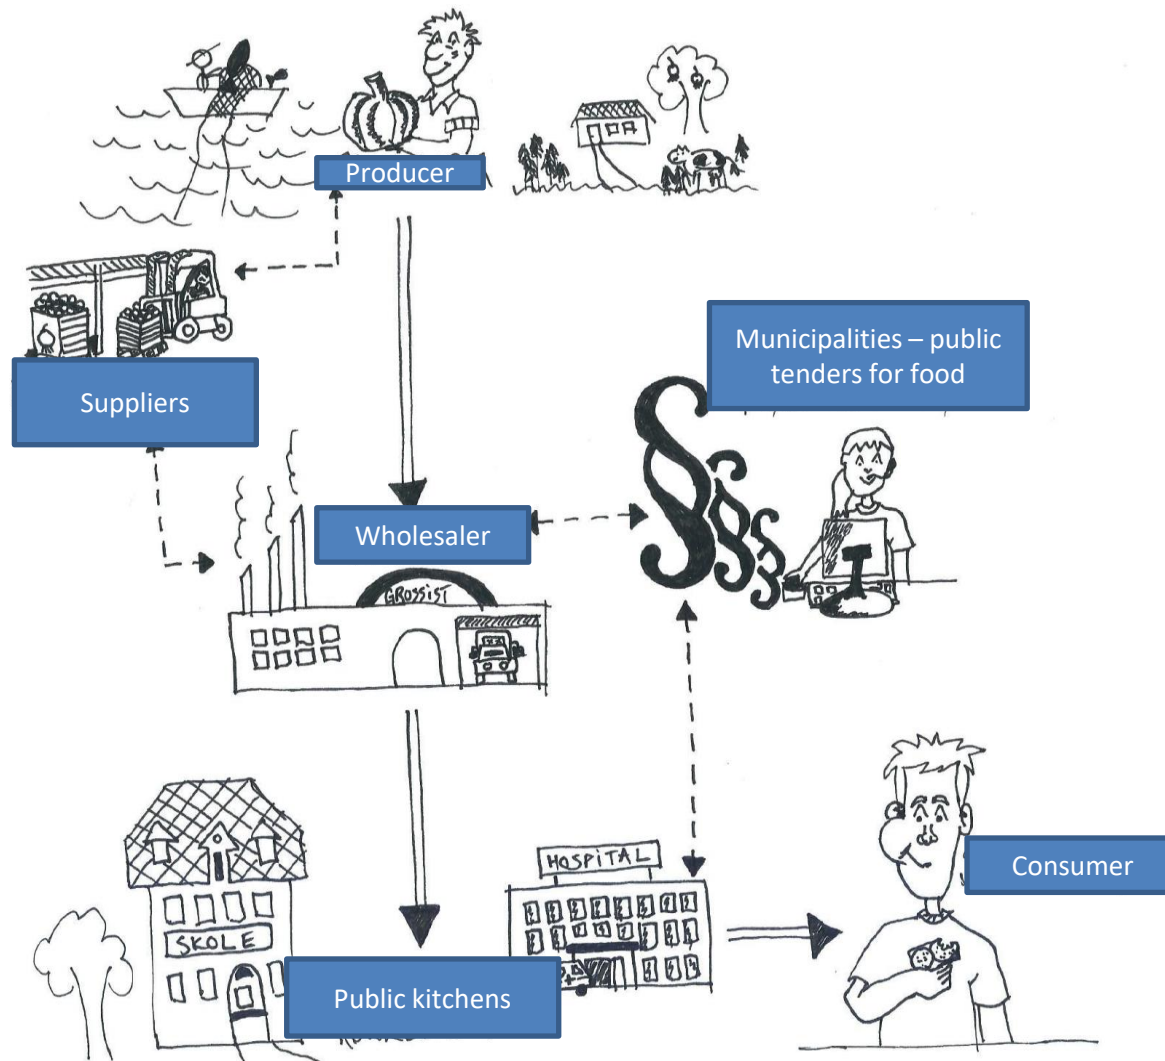 Producer
Municipalities – public
tenders for food
Suppliers
Wholesaler
GROSSIST
HOSPITAL
Consumer
SKOLE
Public kitchens